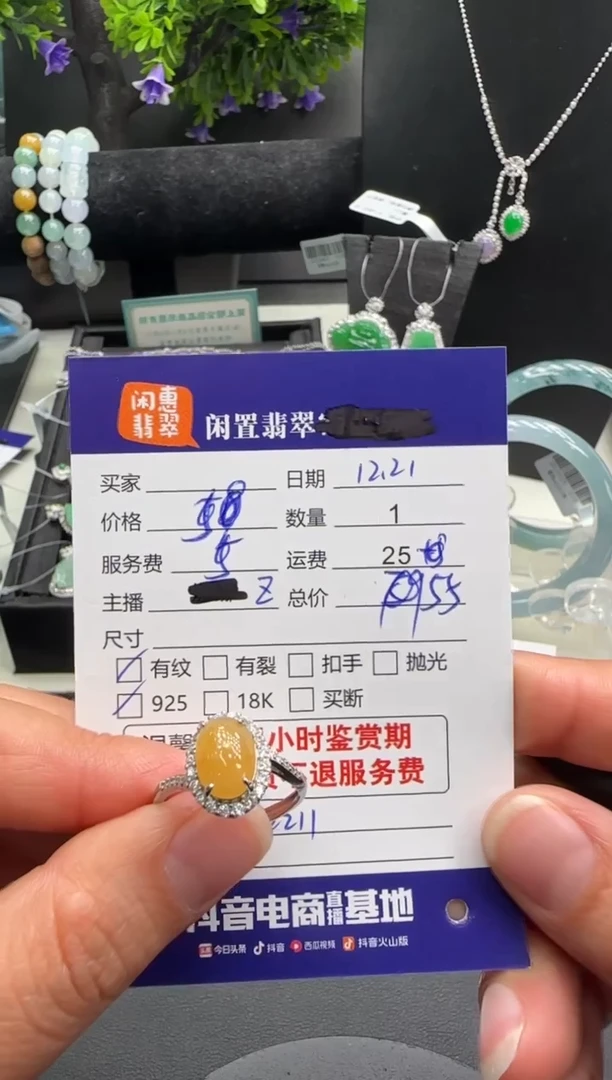 闲惠
翡翠
闲置翡翠
买家 日期 12.21
价格 数量 1
服务费 5 运费 25
主播 Z 总价 55
尺寸
有纹 有裂 扣手 抛光
925 18K 买断
小时鉴赏期
退服务费
211
抖音电商直播基地
今日头条 抖音 西瓜视频 抖音火山版